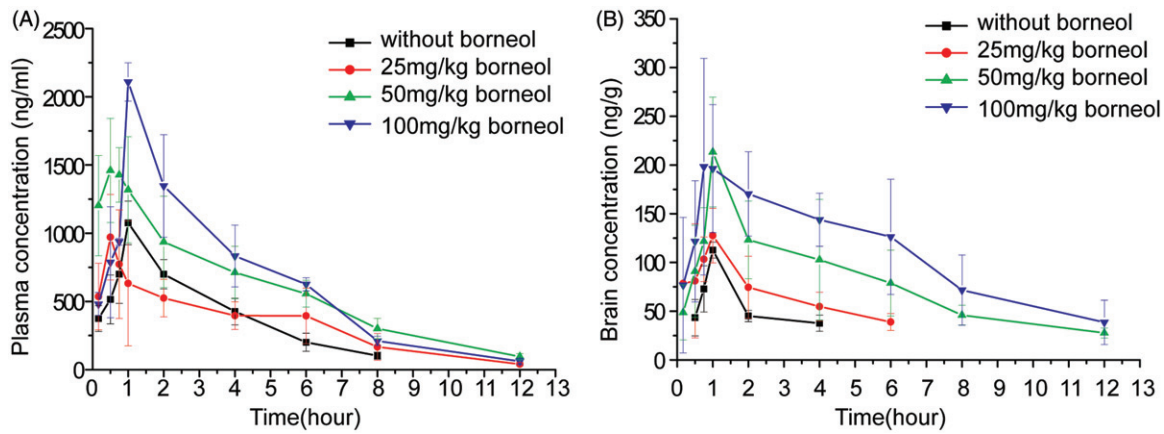 (A)
Plasma concentration (ng/ml)
2500
2000
1500
1000
500
0
without borneol
25mg/kg borneol
50mg/kg borneol
100mg/kg borneol
0 1 2 3 4 5 6 7 8 9 10 11 12 13
Time(hour)
(B)
Brain concentration (ng/g)
350
300
250
200
150
100
50
0
without borneol
25mg/kg borneol
50mg/kg borneol
100mg/kg borneol
0 1 2 3 4 5 6 7 8 9 10 11 12 13
Time(hour)